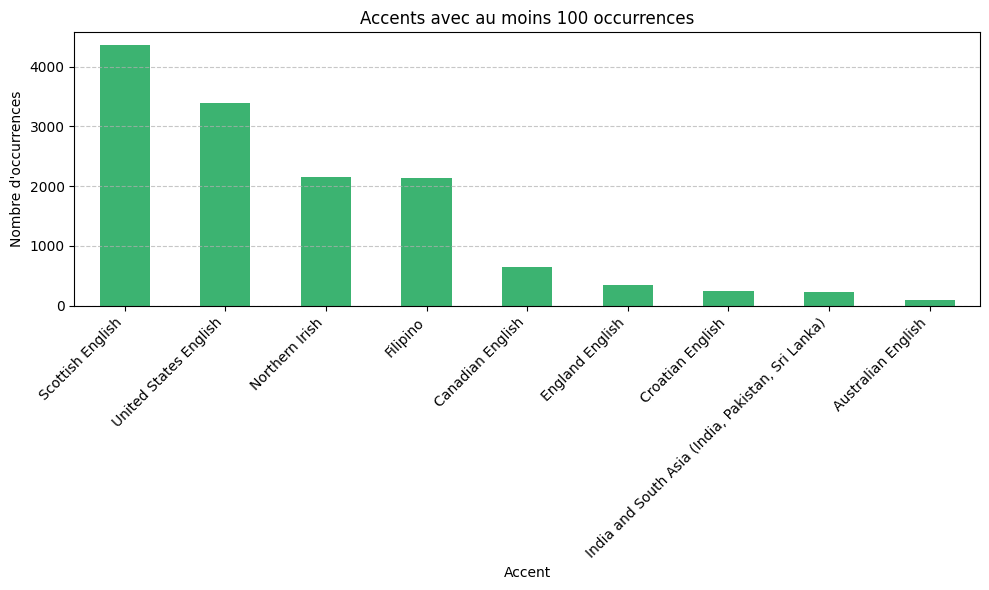 Accents avec au moins 100 occurrences
Nombre d'occurrences
4000
3000
2000
1000
0
Scottish English
United States English
Northern Irish
Filipino
Canadian English
England English
Croatian English
India and South Asia (India, Pakistan, Sri Lanka)
Australian English
Accent